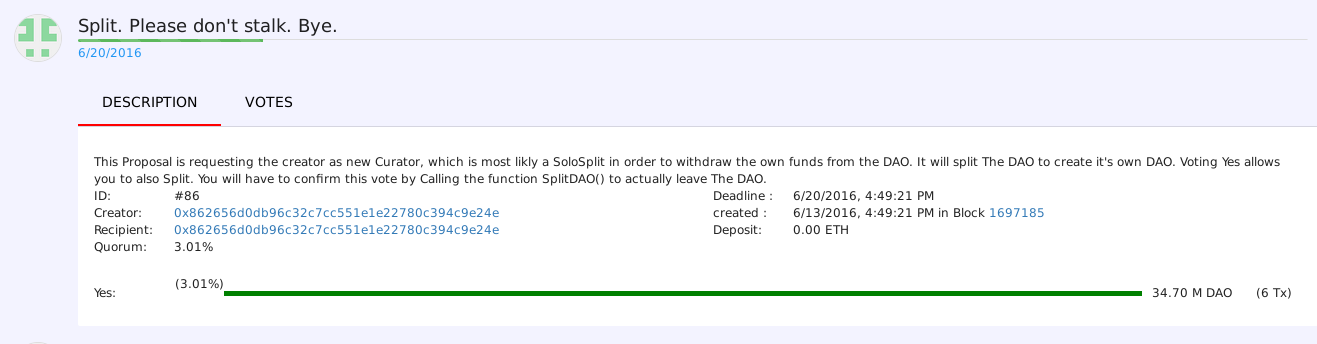 Split. Please don't stalk. Bye.
6/20/2016
DESCRIPTION VOTES
This Proposal is requesting the creator as new Curator, which is most likly a SoloSplit in order to withdraw the own funds from the DAO. It will split The DAO to create it's own DAO. Voting Yes allows
you to also Split. You will have to confirm this vote by Calling the function SplitDAO() to actually leave The DAO.
ID: #86 Deadline : 6/20/2016, 4:49:21 PM
Creator: 0x862656d0db96c32c7cc551e1e22780c394c9e24e created : 6/13/2016, 4:49:21 PM in Block 1697185
Recipient: 0x862656d0db96c32c7cc551e1e22780c394c9e24e Deposit: 0.00 ETH
Quorum: 3.01%
(3.01%)
Yes: 34.70 M DAO (6 Tx)